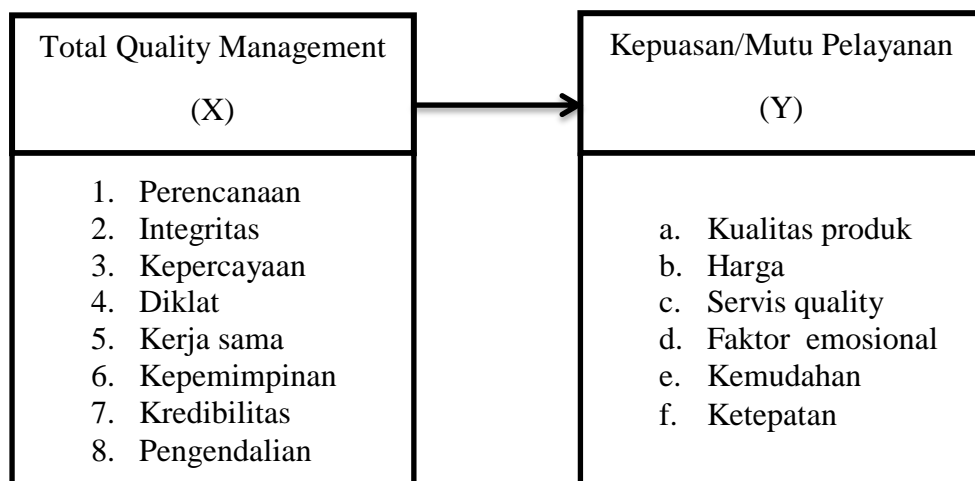 Total Quality Management
(X)
1. Perencanaan
2. Integritas
3. Kepercayaan
4. Diklat
5. Kerja sama
6. Kepemimpinan
7. Kredibilitas
8. Pengendalian
Kepuasan/Mutu Pelayanan
(Y)
a. Kualitas produk
b. Harga
c. Servis quality
d. Faktor emosional
e. Kemudahan
f. Ketepatan